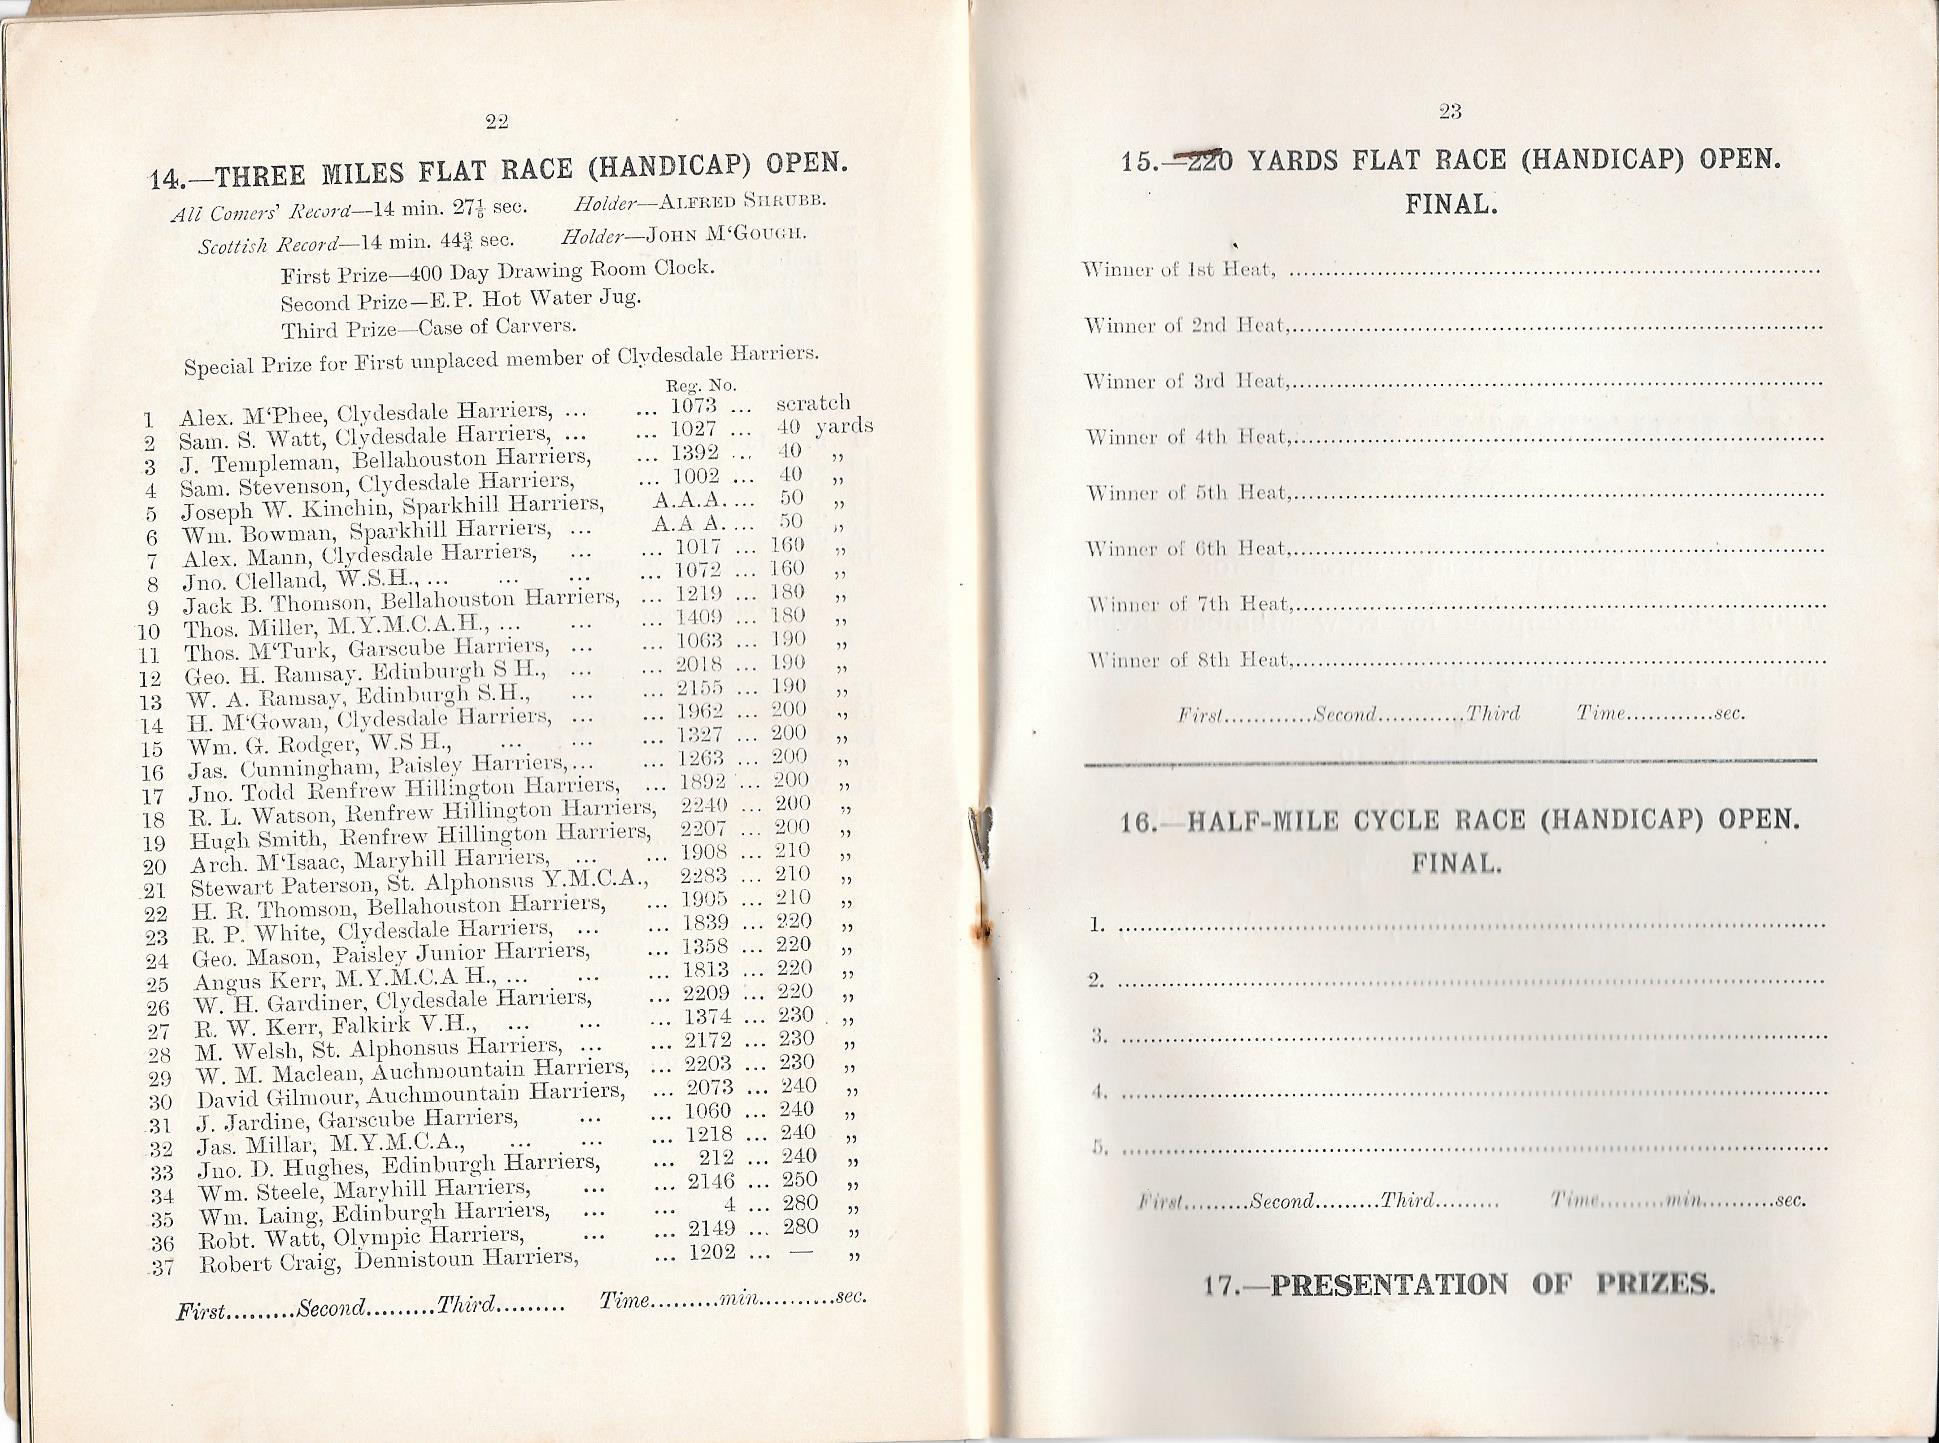 22
14.—THREE MILES FLAT RACE (HANDICAP) OPEN.
All Comers' Record—14 min. 27⅕ sec. Holder—ALFRED SHRUBB.
Scottish Record—14 min. 44¾ sec. Holder—JOHN M‘GOUGH.
First Prize—400 Day Drawing Room Clock.
Second Prize—E.P. Hot Water Jug.
Third Prize—Case of Carvers.
Special Prize for First unplaced member of Clydesdale Harriers.
Reg. No.
1 Alex. M‘Phee, Clydesdale Harriers, ... ... 1073 ... scratch
2 Sam. S. Watt, Clydesdale Harriers, ... ... 1027 ... 40 yards
3 J. Templeman, Bellahouston Harriers, ... 1392 ... 40 „
4 Sam. Stevenson, Clydesdale Harriers, ... 1002 ... 40 „
5 Joseph W. Kinchin, Sparkhill Harriers, A.A.A. ... 50 „
6 Wm. Bowman, Sparkhill Harriers, ... A.A A. ... 50 „
7 Alex. Mann, Clydesdale Harriers, ... ... 1017 ... 160 „
8 Jno. Clelland, W.S.H., ... ... ... ... 1072 ... 160 „
9 Jack B. Thomson, Bellahouston Harriers, ... 1219 ... 180 „
10 Thos. Miller, M.Y.M.C.A.H., ... ... ... 1409 ... 180 „
11 Thos. M‘Turk, Garscube Harriers, ... ... 1063 ... 190 „
12 Geo. H. Ramsay. Edinburgh S H., ... ... 2018 ... 190 „
13 W. A. Ramsay, Edinburgh S.H., ... ... 2155 ... 190 „
14 H. M‘Gowan, Clydesdale Harriers, ... ... 1962 ... 200 „
15 Wm. G. Rodger, W.S H., ... ... ... 1327 ... 200 „
16 Jas. Cunningham, Paisley Harriers,... ... 1263 ... 200 „
17 Jno. Todd Renfrew Hillington Harriers, ... 1892 ... 200 „
18 R. L. Watson, Renfrew Hillington Harriers, 2240 ... 200 „
19 Hugh Smith, Renfrew Hillington Harriers, 2207 ... 200 „
20 Arch. M‘Isaac, Maryhill Harriers, ... ... 1908 ... 210 „
21 Stewart Paterson, St. Alphonsus Y.M.C.A., 2283 ... 210 „
22 H. R. Thomson, Bellahouston Harriers, ... 1905 ... 210 „
23 R. P. White, Clydesdale Harriers, ... ... 1839 ... 220 „
24 Geo. Mason, Paisley Junior Harriers, ... 1358 ... 220 „
25 Angus Kerr, M.Y.M.C.A H., ... ... ... 1813 ... 220 „
26 W. H. Gardiner, Clydesdale Harriers, ... 2209 ... 220 „
27 R. W. Kerr, Falkirk V.H., ... ... ... 1374 ... 230 „
28 M. Welsh, St. Alphonsus Harriers, ... ... 2172 ... 230 „
29 W. M. Maclean, Auchmountain Harriers, ... 2203 ... 230 „
30 David Gilmour, Auchmountain Harriers, ... 2073 ... 240 „
31 J. Jardine, Garscube Harriers, ... ... 1060 ... 240 „
32 Jas. Millar, M.Y.M.C.A., ... ... ... 1218 ... 240 „
33 Jno. D. Hughes, Edinburgh Harriers, ... 212 ... 240 „
34 Wm. Steele, Maryhill Harriers, ... ... 2146 ... 250 „
35 Wm. Laing, Edinburgh Harriers, ... ... 4 ... 280 „
36 Robt. Watt, Olympic Harriers, ... ... 2149 ... 280 „
37 Robert Craig, Dennistoun Harriers, ... 1202 ... — „
First.........Second.........Third......... Time.........min..........sec.
23
15.—220 YARDS FLAT RACE (HANDICAP) OPEN.
FINAL.
Winner of 1st Heat, ..........
Winner of 2nd Heat,..........
Winner of 3rd Heat,..........
Winner of 4th Heat,..........
Winner of 5th Heat,..........
Winner of 6th Heat,..........
Winner of 7th Heat,..........
Winner of 8th Heat,..........
First............Second............Third Time............sec.
16.—HALF-MILE CYCLE RACE (HANDICAP) OPEN.
FINAL.
1. ..........
2. ..........
3. ..........
4. ..........
5. ..........
First.........Second.........Third......... Time.........min..........sec.
17.—PRESENTATION OF PRIZES.